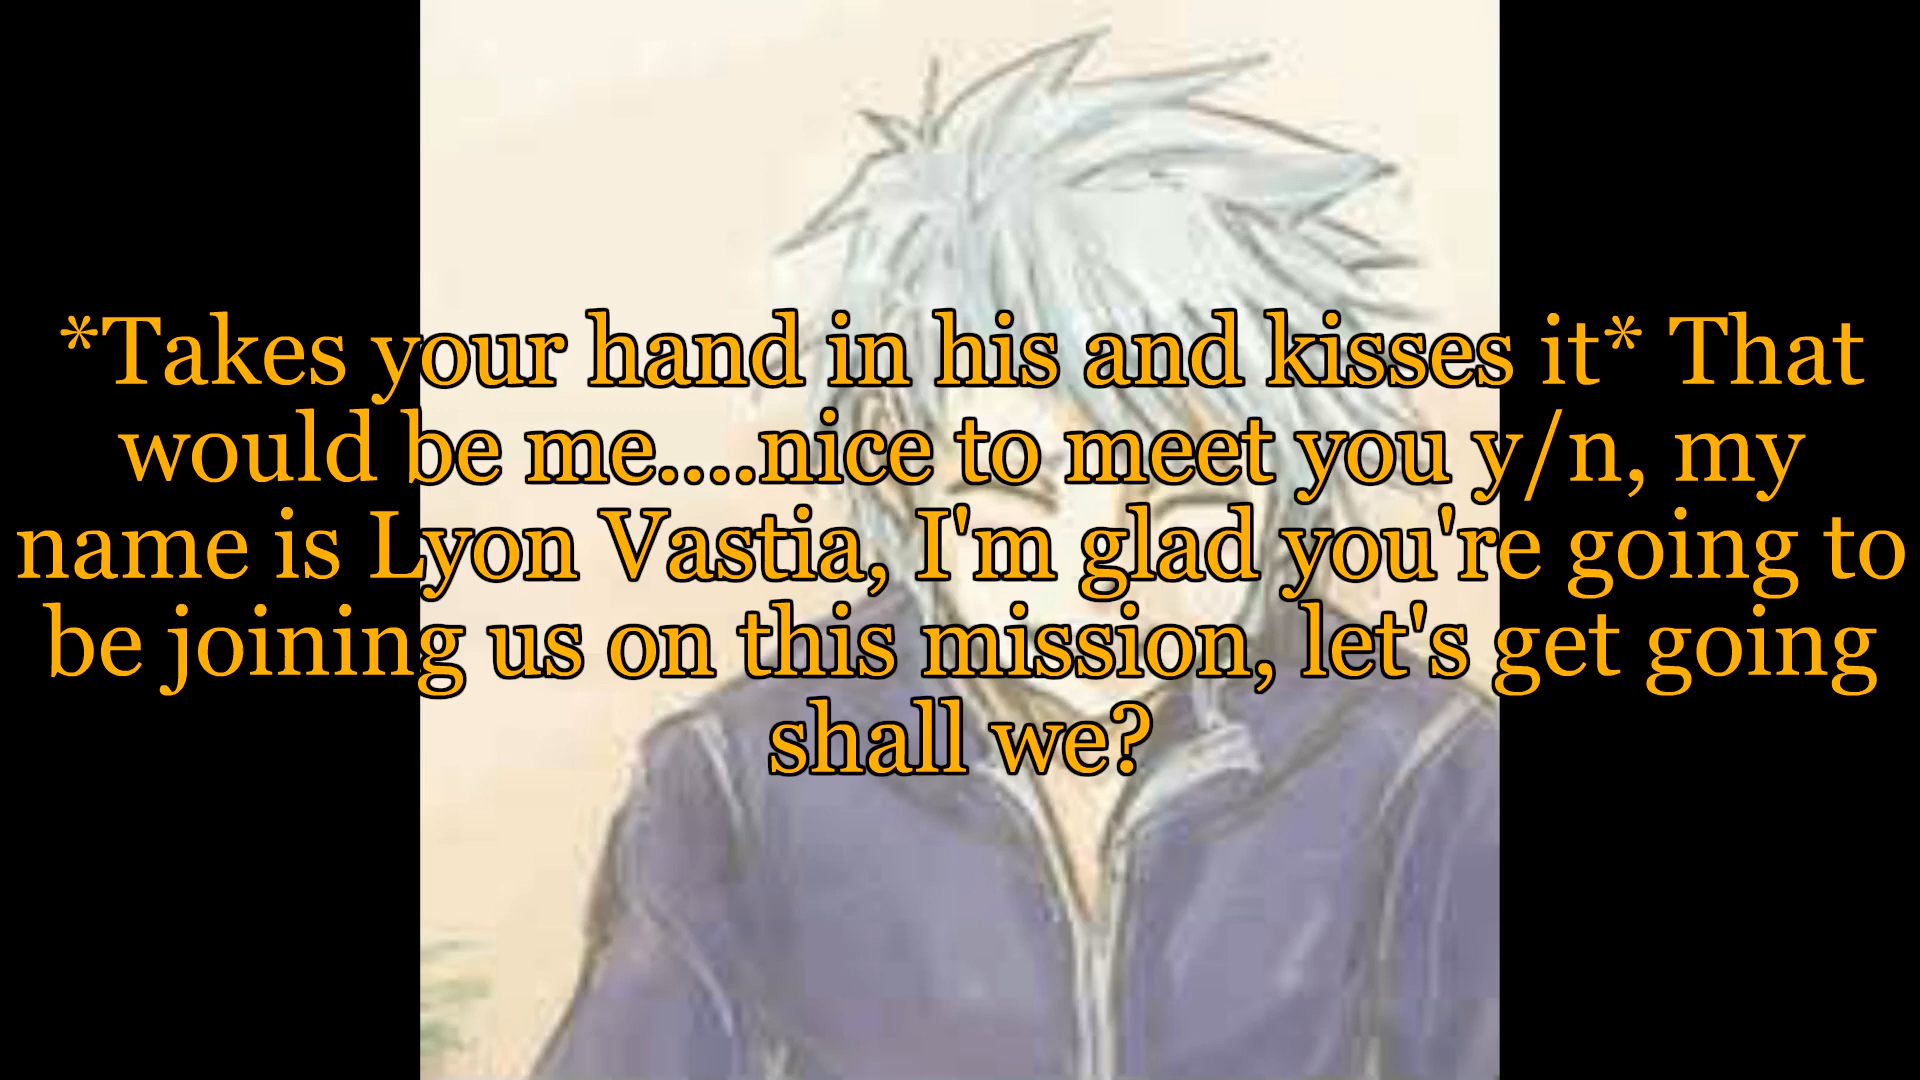 *Takes your hand in his and kisses it* That
would be me....nice to meet you y/n, my
name is Lyon Vastia, I'm glad you're going to
be joining us on this mission, let's get going
shall we?